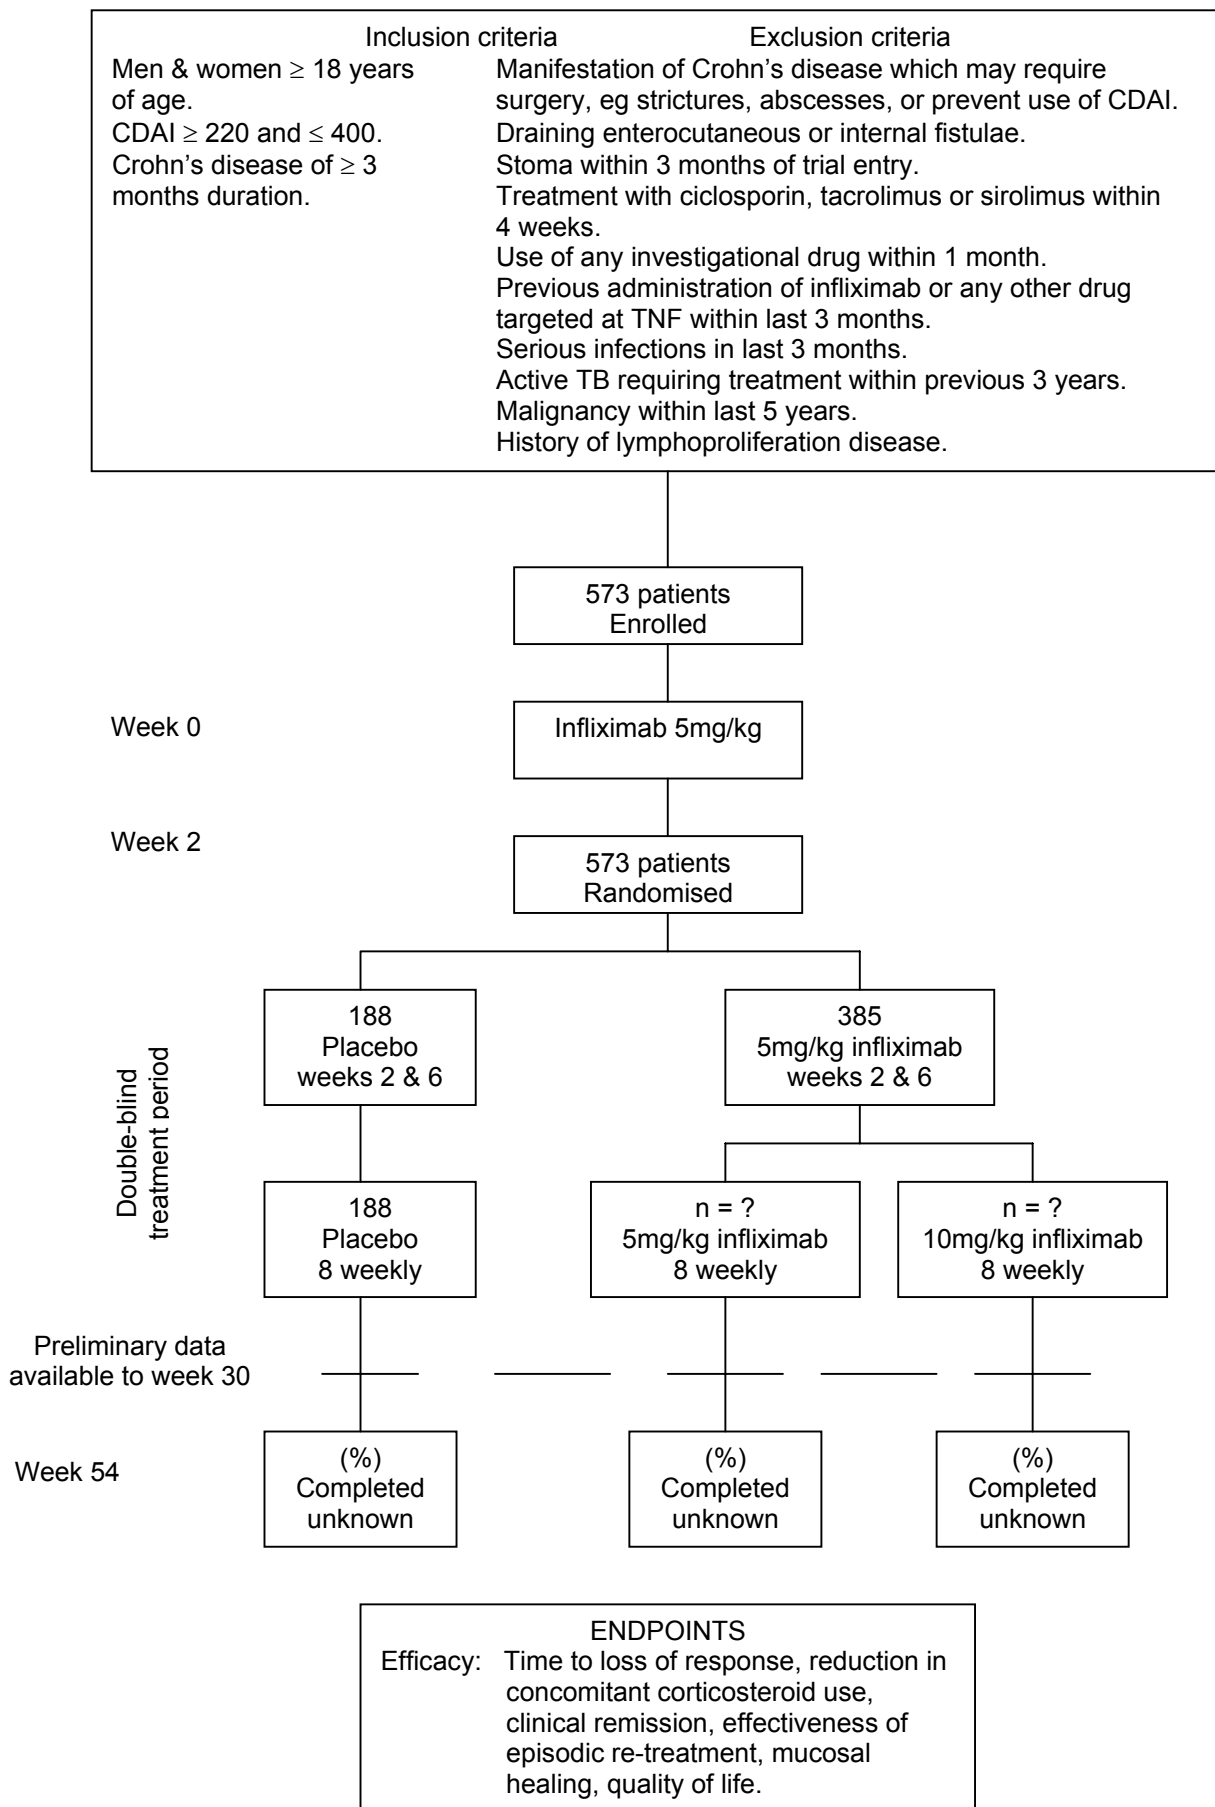 Inclusion criteria
Men & women ≥ 18 years
of age.
CDAI ≥ 220 and ≤ 400.
Crohn’s disease of ≥ 3
months duration.
Exclusion criteria
Manifestation of Crohn’s disease which may require
surgery, eg strictures, abscesses, or prevent use of CDAI.
Draining enterocutaneous or internal fistulae.
Stoma within 3 months of trial entry.
Treatment with ciclosporin, tacrolimus or sirolimus within
4 weeks.
Use of any investigational drug within 1 month.
Previous administration of infliximab or any other drug
targeted at TNF within last 3 months.
Serious infections in last 3 months.
Active TB requiring treatment within previous 3 years.
Malignancy within last 5 years.
History of lymphoproliferation disease.
573 patients
Enrolled
Week 0
Infliximab 5mg/kg
Week 2
573 patients
Randomised
Double-blind
treatment period
188
Placebo
weeks 2 & 6
385
5mg/kg infliximab
weeks 2 & 6
188
Placebo
8 weekly
n = ?
5mg/kg infliximab
8 weekly
n = ?
10mg/kg infliximab
8 weekly
Preliminary data
available to week 30
Week 54
(%)
Completed
unknown
(%)
Completed
unknown
(%)
Completed
unknown
ENDPOINTS
Efficacy: Time to loss of response, reduction in
concomitant corticosteroid use,
clinical remission, effectiveness of
episodic re-treatment, mucosal
healing, quality of life.